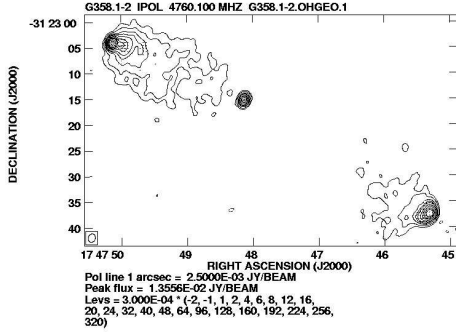 G358.1-2 IPOL 4760.100 MHZ G358.1-2.OHGEO.1
-31 23 00
05
10
15
20
25
30
35
40
DECLINATION (J2000)
17 47 50 49 48 47 46 45
RIGHT ASCENSION (J2000)
Pol line 1 arcsec = 2.5000E-03 JY/BEAM
Peak flux = 1.3556E-02 JY/BEAM
Levs = 3.000E-04 * (-2, -1, 1, 2, 4, 6, 8, 12, 16,
20, 24, 32, 40, 48, 64, 96, 128, 160, 192, 224, 256,
320)